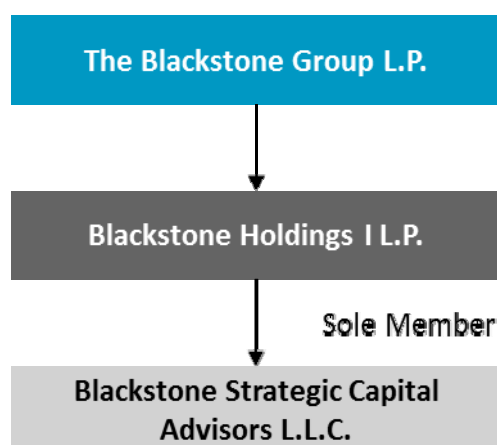 The Blackstone Group L.P.
Blackstone Holdings I L.P.
Sole Member
Blackstone Strategic Capital
Advisors L.L.C.